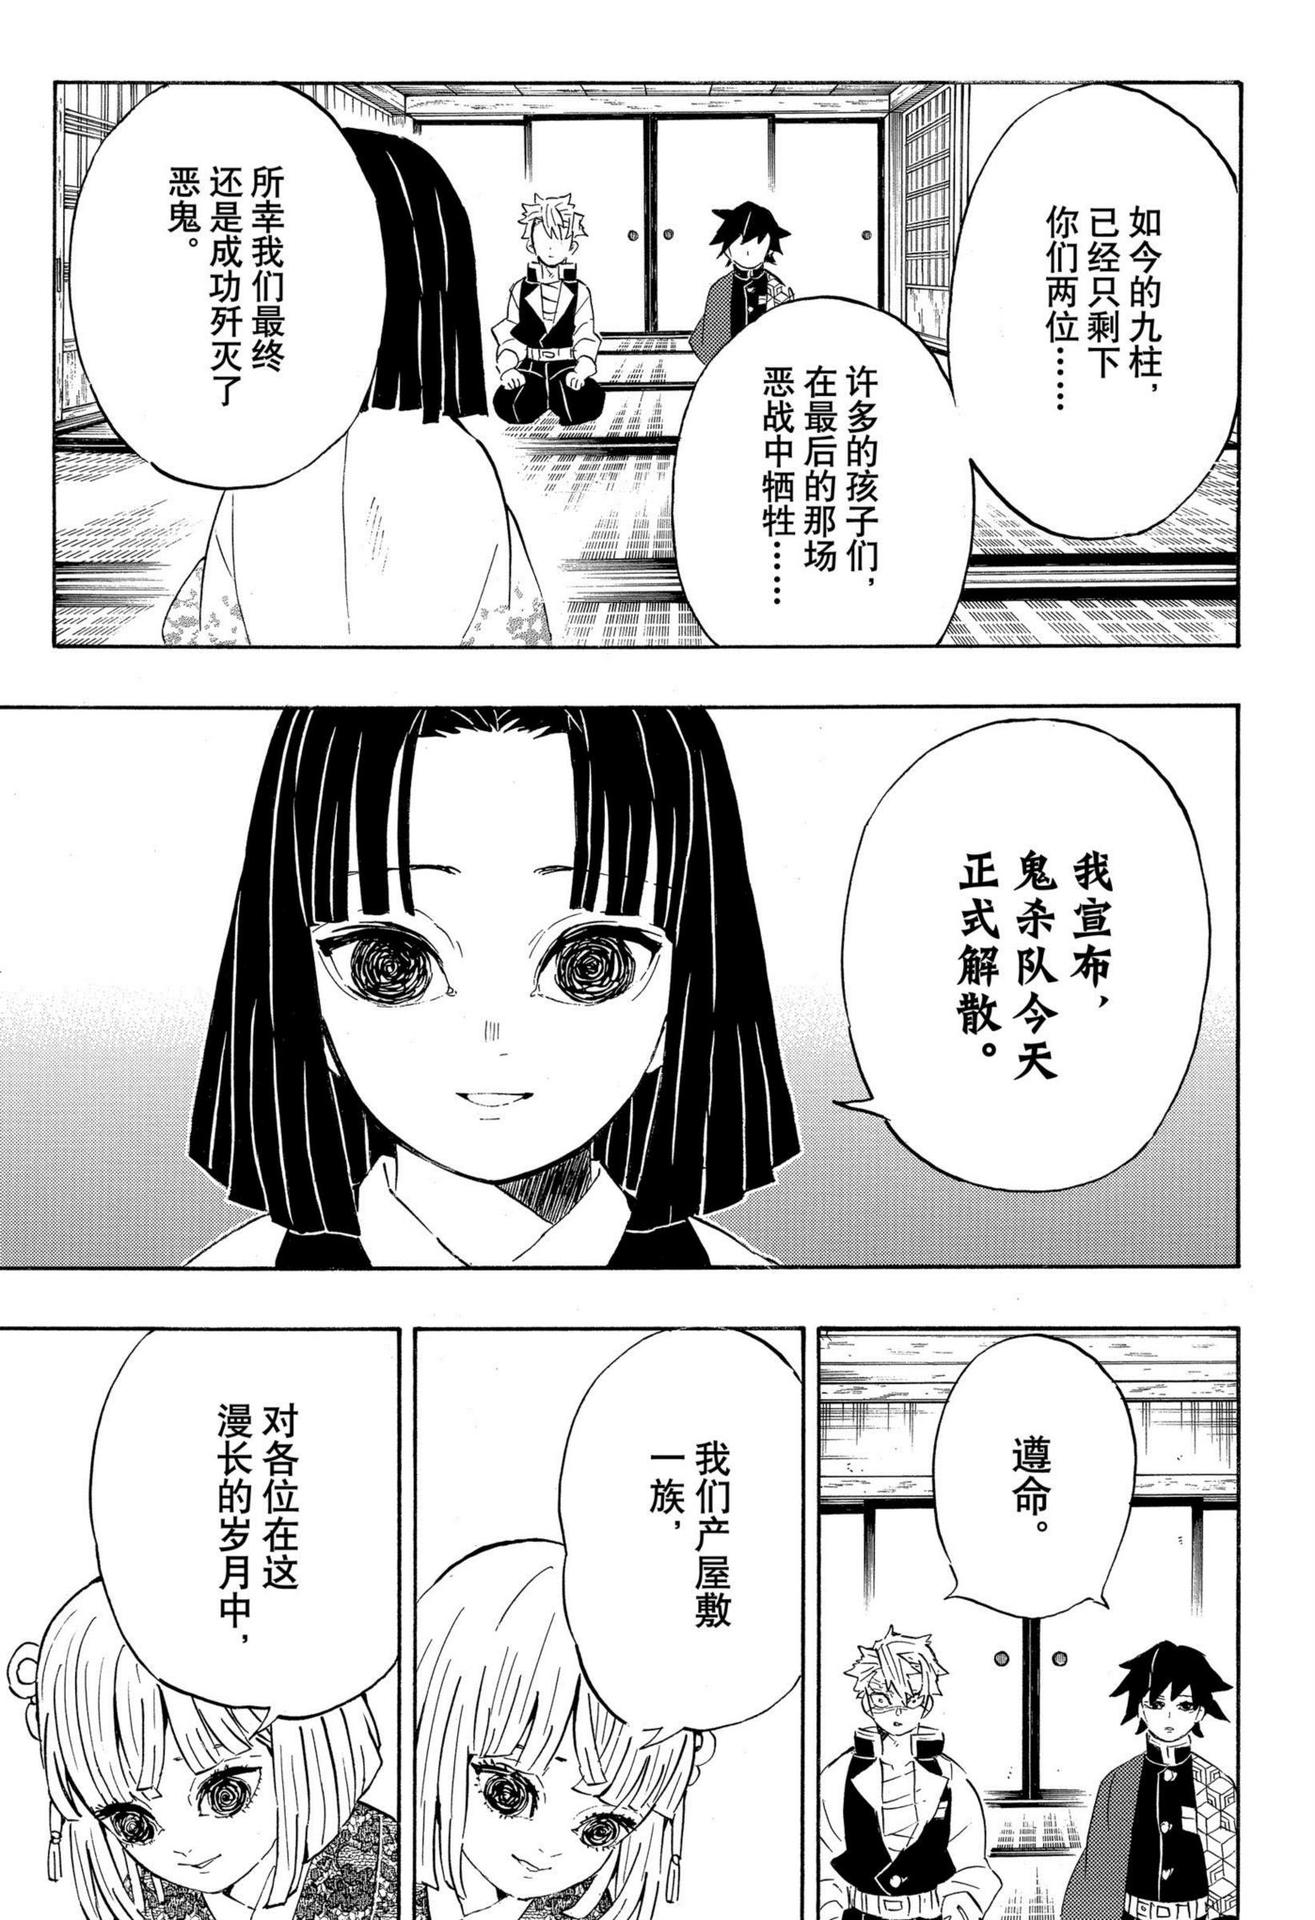 如今的九柱，
已经只剩下
你们两位……
许多的孩子们，
在最后的那场
恶战中牺牲……
所幸我们最终
还是成功歼灭了
恶鬼。
我宣布，
鬼杀队今天
正式解散。
遵命。
我们产屋敷
一族，
对各位在这
漫长的岁月中，